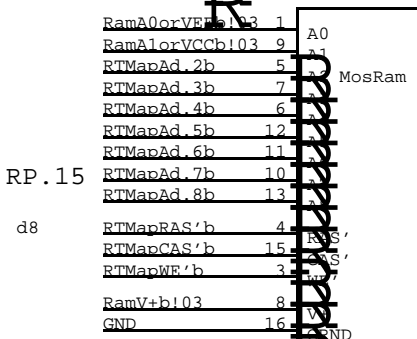 R
RamA0orVEEb!03 1 A0
RamA1orVCCb!03 9 A1
RTMapAd.2b 5 MosRam
RTMapAd.3b 7
RTMapAd.4b 6
RTMapAd.5b 12
RTMapAd.6b 11
RP.15 RTMapAd.7b 10
RTMapAd.8b 13
d8 RTMapRAS'b 4 RAS'
RTMapCAS'b 15 CAS'
RTMapWE'b 3 WE'
RamV+b!03 8 V+
GND 16 GRND